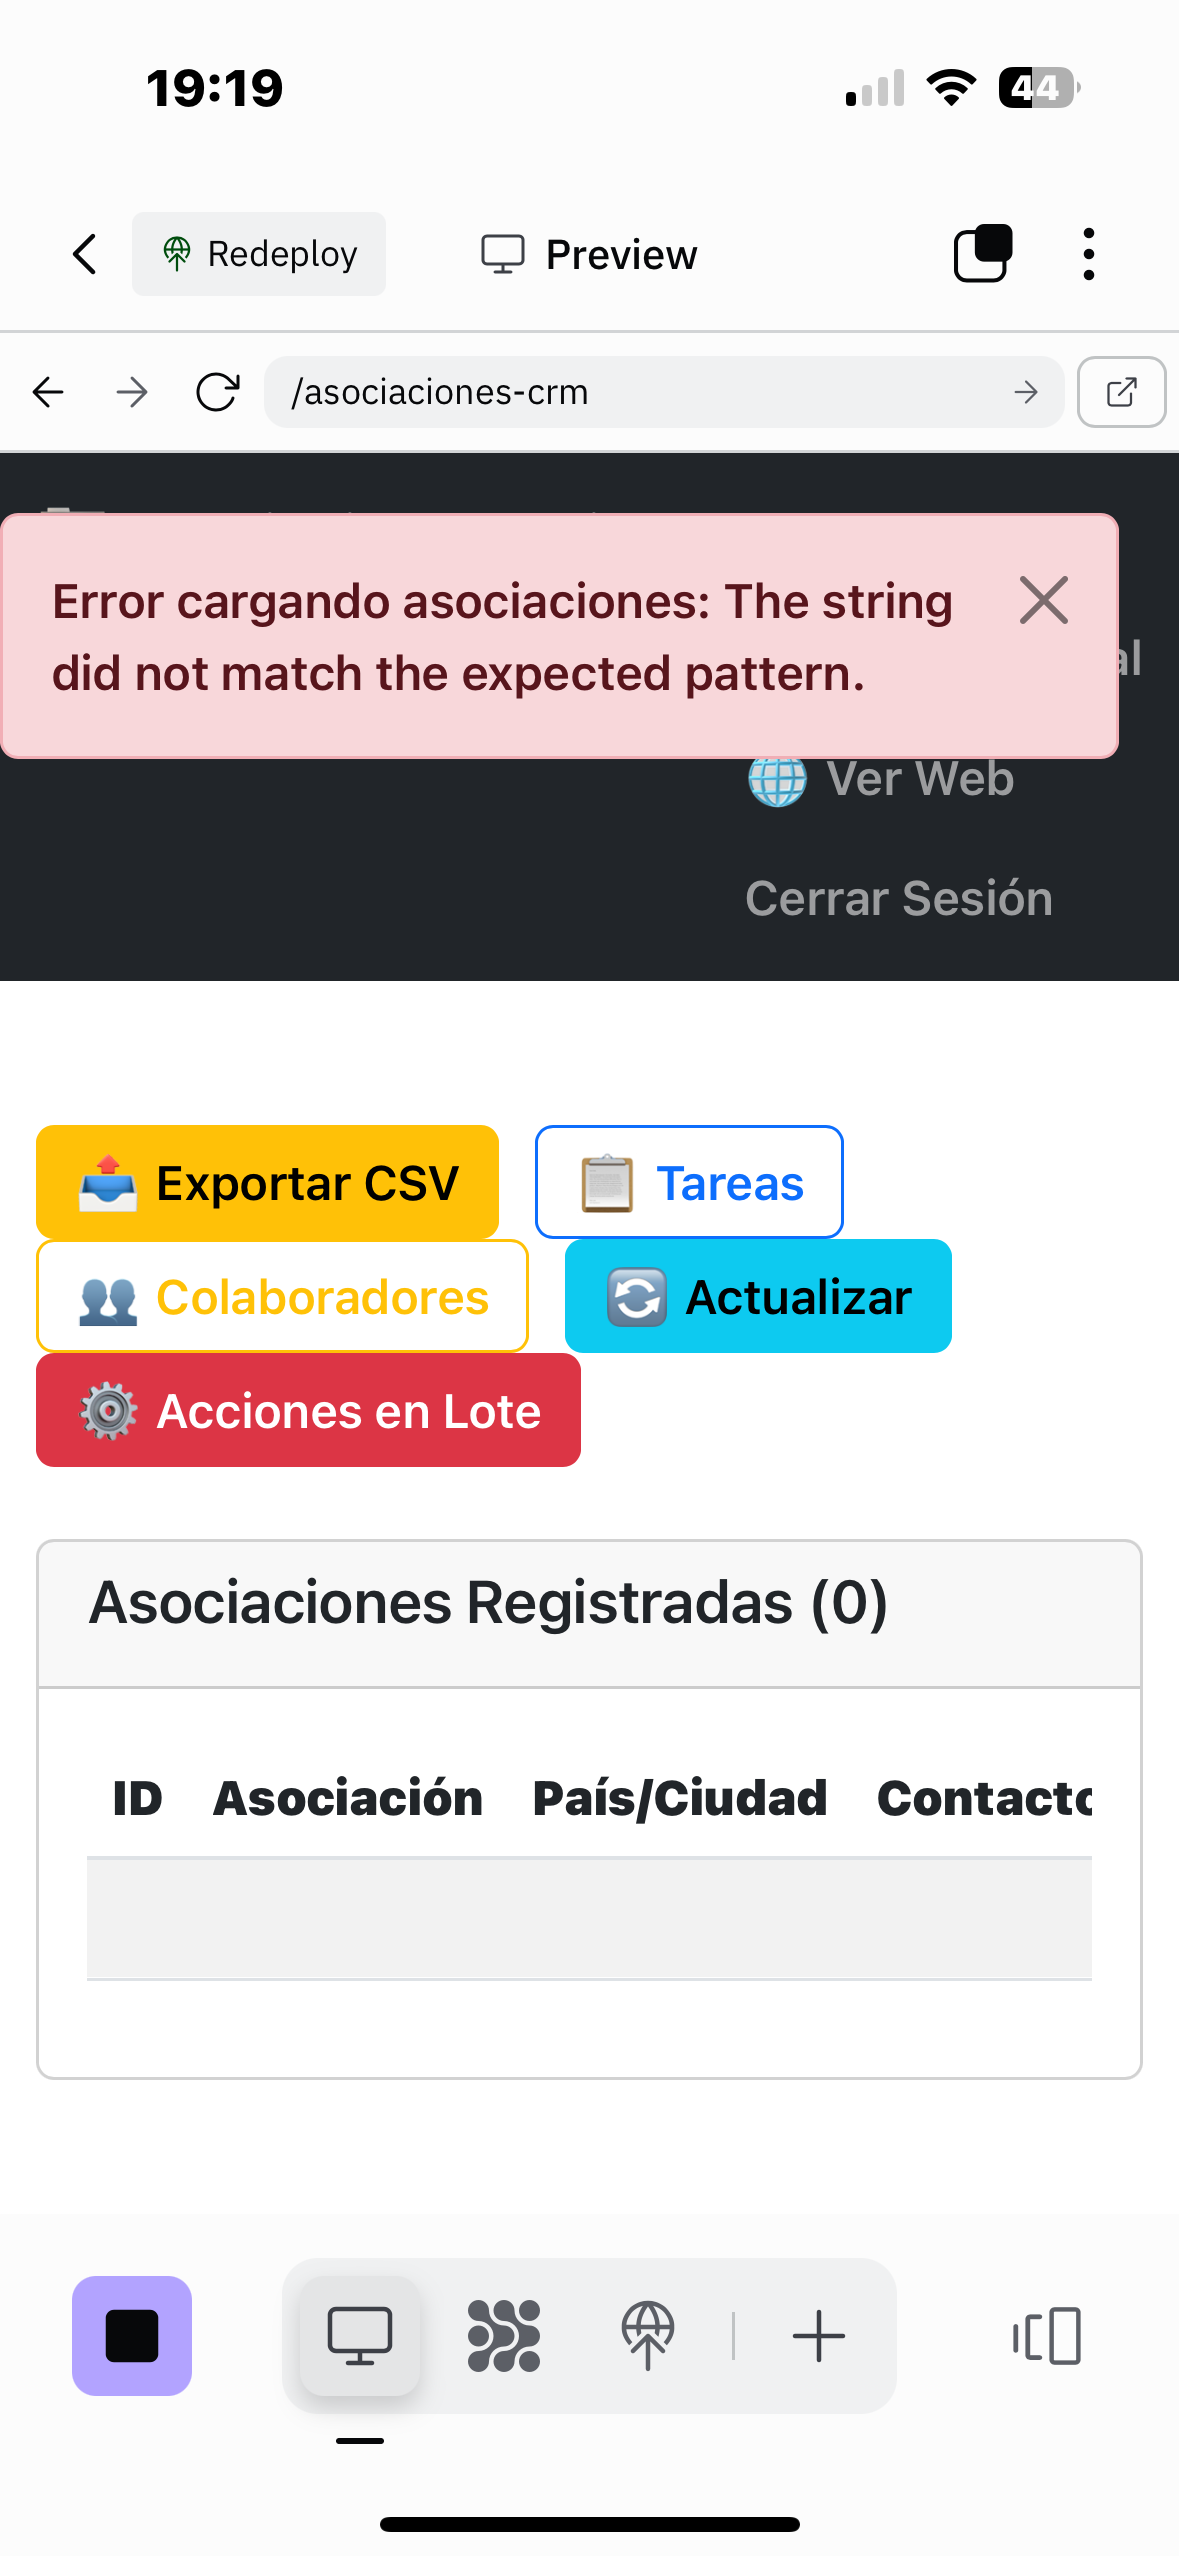 19:19
44
Redeploy
Preview
/asociaciones-crm
Error cargando asociaciones: The string
did not match the expected pattern.
Ver Web
Cerrar Sesión
Exportar CSV
Tareas
Colaboradores
Actualizar
Acciones en Lote
Asociaciones Registradas (0)
ID Asociación País/Ciudad Contacto